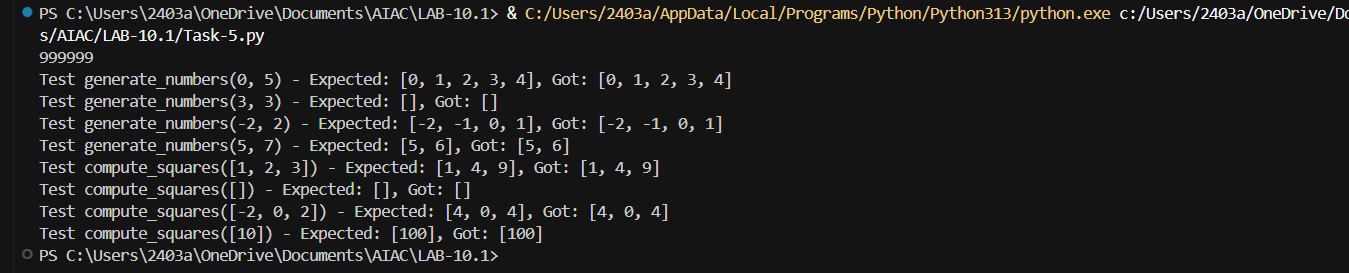 PS C:\Users\2403a\OneDrive\Documents\AIAC\LAB-10.1> & C:/Users/2403a/AppData/Local/Programs/Python/Python313/python.exe c:/Users/2403a/OneDrive/Do
s/AIAC/LAB-10.1/Task-5.py
999999
Test generate_numbers(0, 5) - Expected: [0, 1, 2, 3, 4], Got: [0, 1, 2, 3, 4]
Test generate_numbers(3, 3) - Expected: [], Got: []
Test generate_numbers(-2, 2) - Expected: [-2, -1, 0, 1], Got: [-2, -1, 0, 1]
Test generate_numbers(5, 7) - Expected: [5, 6], Got: [5, 6]
Test compute_squares([1, 2, 3]) - Expected: [1, 4, 9], Got: [1, 4, 9]
Test compute_squares([]) - Expected: [], Got: []
Test compute_squares([-2, 0, 2]) - Expected: [4, 0, 4], Got: [4, 0, 4]
Test compute_squares([10]) - Expected: [100], Got: [100]
PS C:\Users\2403a\OneDrive\Documents\AIAC\LAB-10.1>